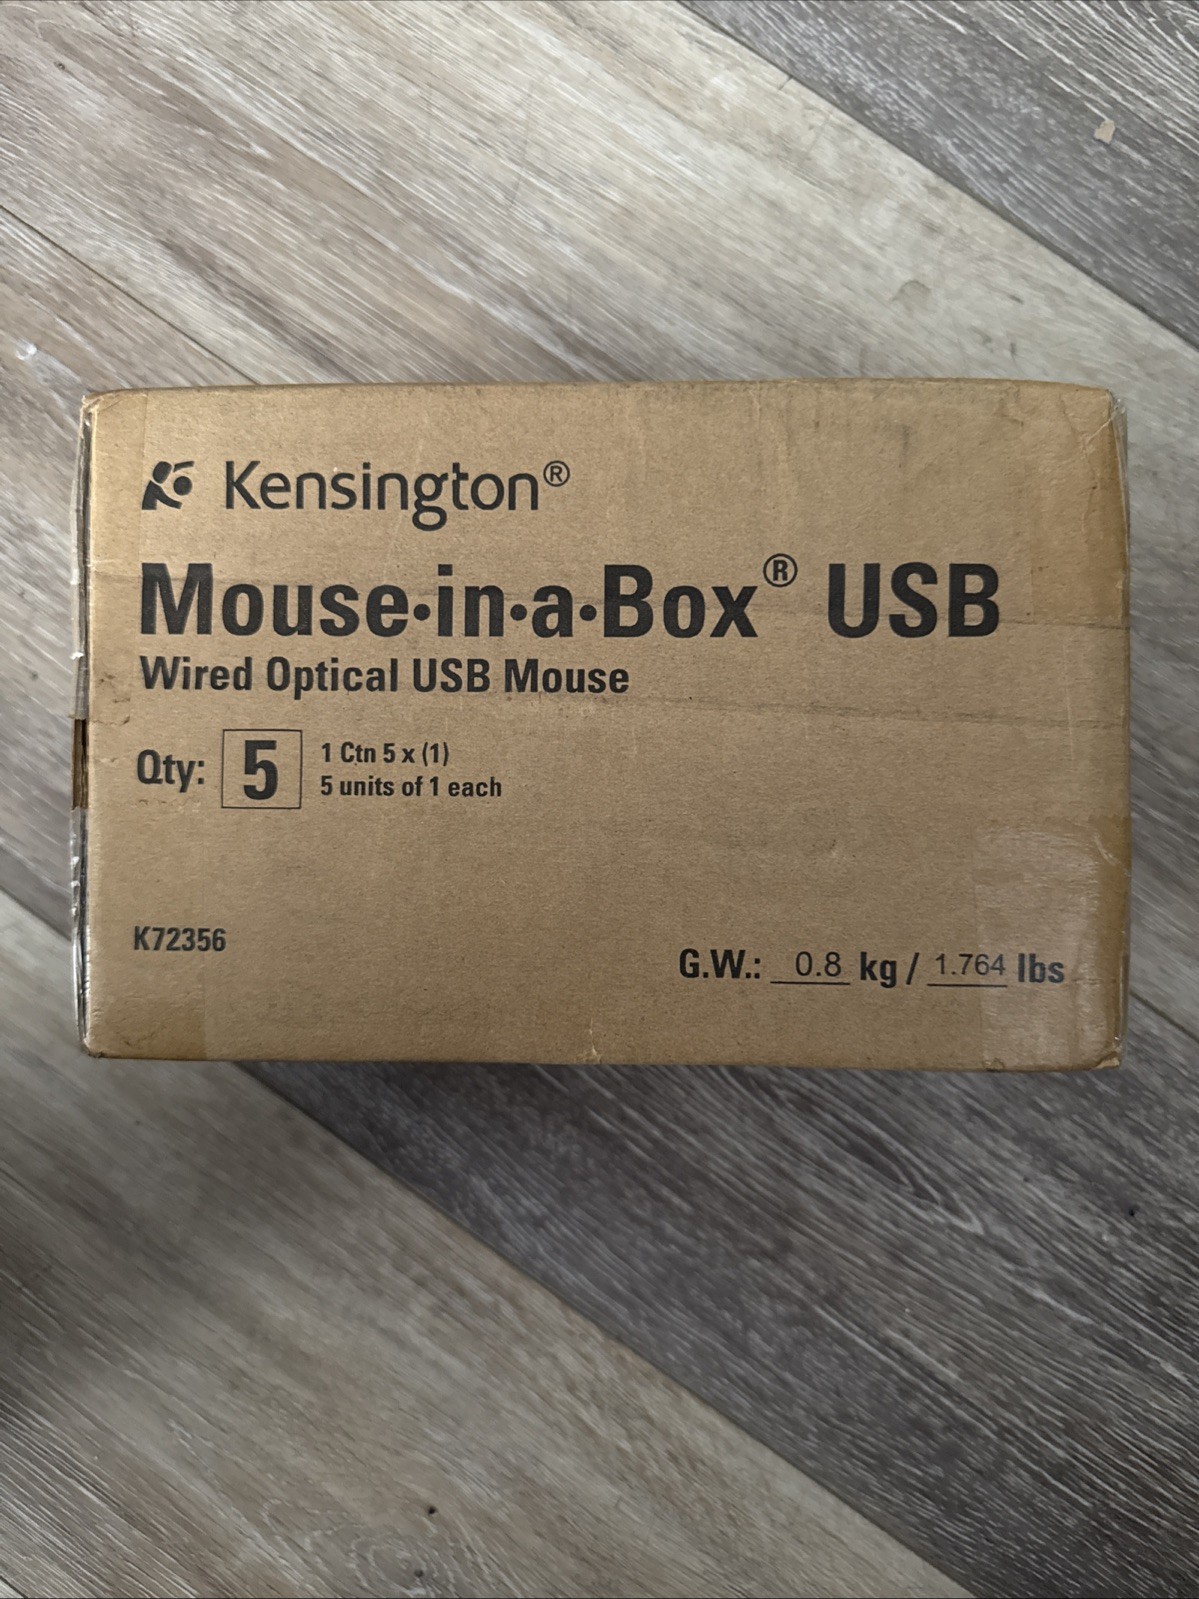 Kensington®
Mouse•in•a•Box® USB
Wired Optical USB Mouse
Qty: 5
1 Ctn 5 x (1)
5 units of 1 each
K72356
G.W.: 0.8 kg / 1.764 lbs